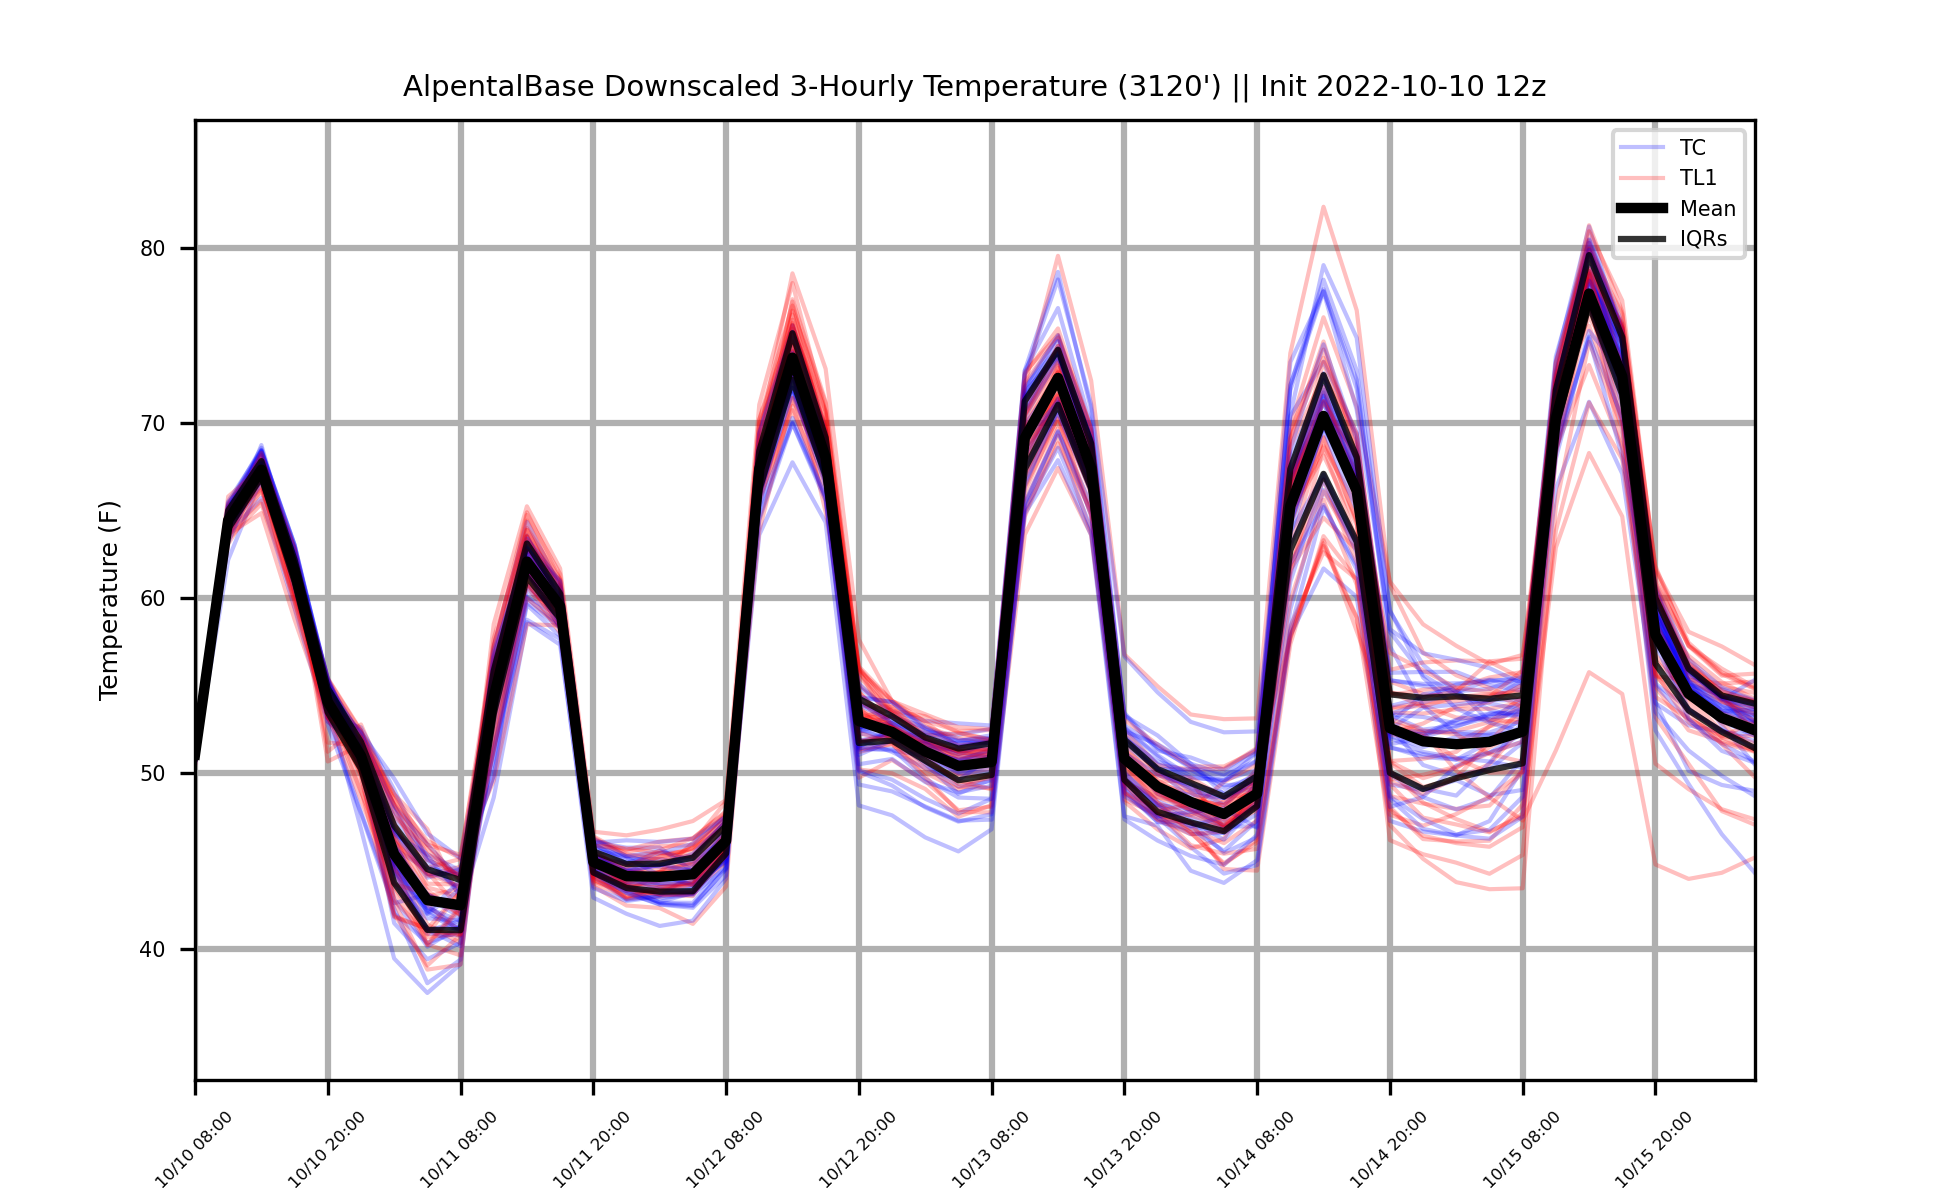 AlpentalBase Downscaled 3-Hourly Temperature (3120') || Init 2022-10-10 12z
TC
TL1
Mean
IQRs
Temperature (F)
80
70
60
50
40
10/10 08:00
10/10 20:00
10/11 08:00
10/11 20:00
10/12 08:00
10/12 20:00
10/13 08:00
10/13 20:00
10/14 08:00
10/14 20:00
10/15 08:00
10/15 20:00